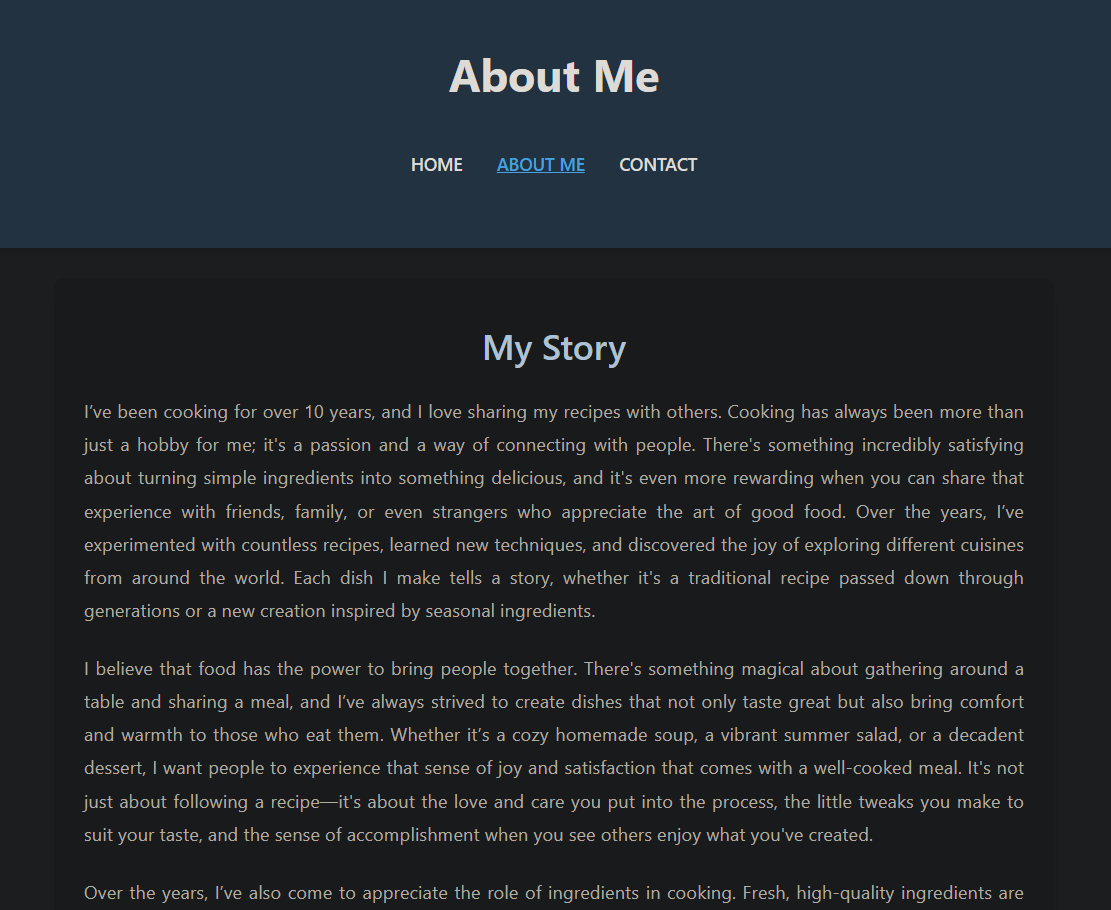 About Me
HOME ABOUT ME CONTACT
My Story
I’ve been cooking for over 10 years, and I love sharing my recipes with others. Cooking has always been more than
just a hobby for me; it's a passion and a way of connecting with people. There's something incredibly satisfying
about turning simple ingredients into something delicious, and it's even more rewarding when you can share that
experience with friends, family, or even strangers who appreciate the art of good food. Over the years, I’ve
experimented with countless recipes, learned new techniques, and discovered the joy of exploring different cuisines
from around the world. Each dish I make tells a story, whether it's a traditional recipe passed down through
generations or a new creation inspired by seasonal ingredients.
I believe that food has the power to bring people together. There's something magical about gathering around a
table and sharing a meal, and I’ve always strived to create dishes that not only taste great but also bring comfort
and warmth to those who eat them. Whether it’s a cozy homemade soup, a vibrant summer salad, or a decadent
dessert, I want people to experience that sense of joy and satisfaction that comes with a well-cooked meal. It's not
just about following a recipe—it's about the love and care you put into the process, the little tweaks you make to
suit your taste, and the sense of accomplishment when you see others enjoy what you've created.
Over the years, I’ve also come to appreciate the role of ingredients in cooking. Fresh, high-quality ingredients are